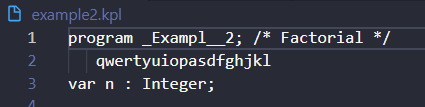 example2.kpl
1 program _Exampl__2; /* Factorial */
2 qwertyuiopasdfghjkl
3 var n : Integer;